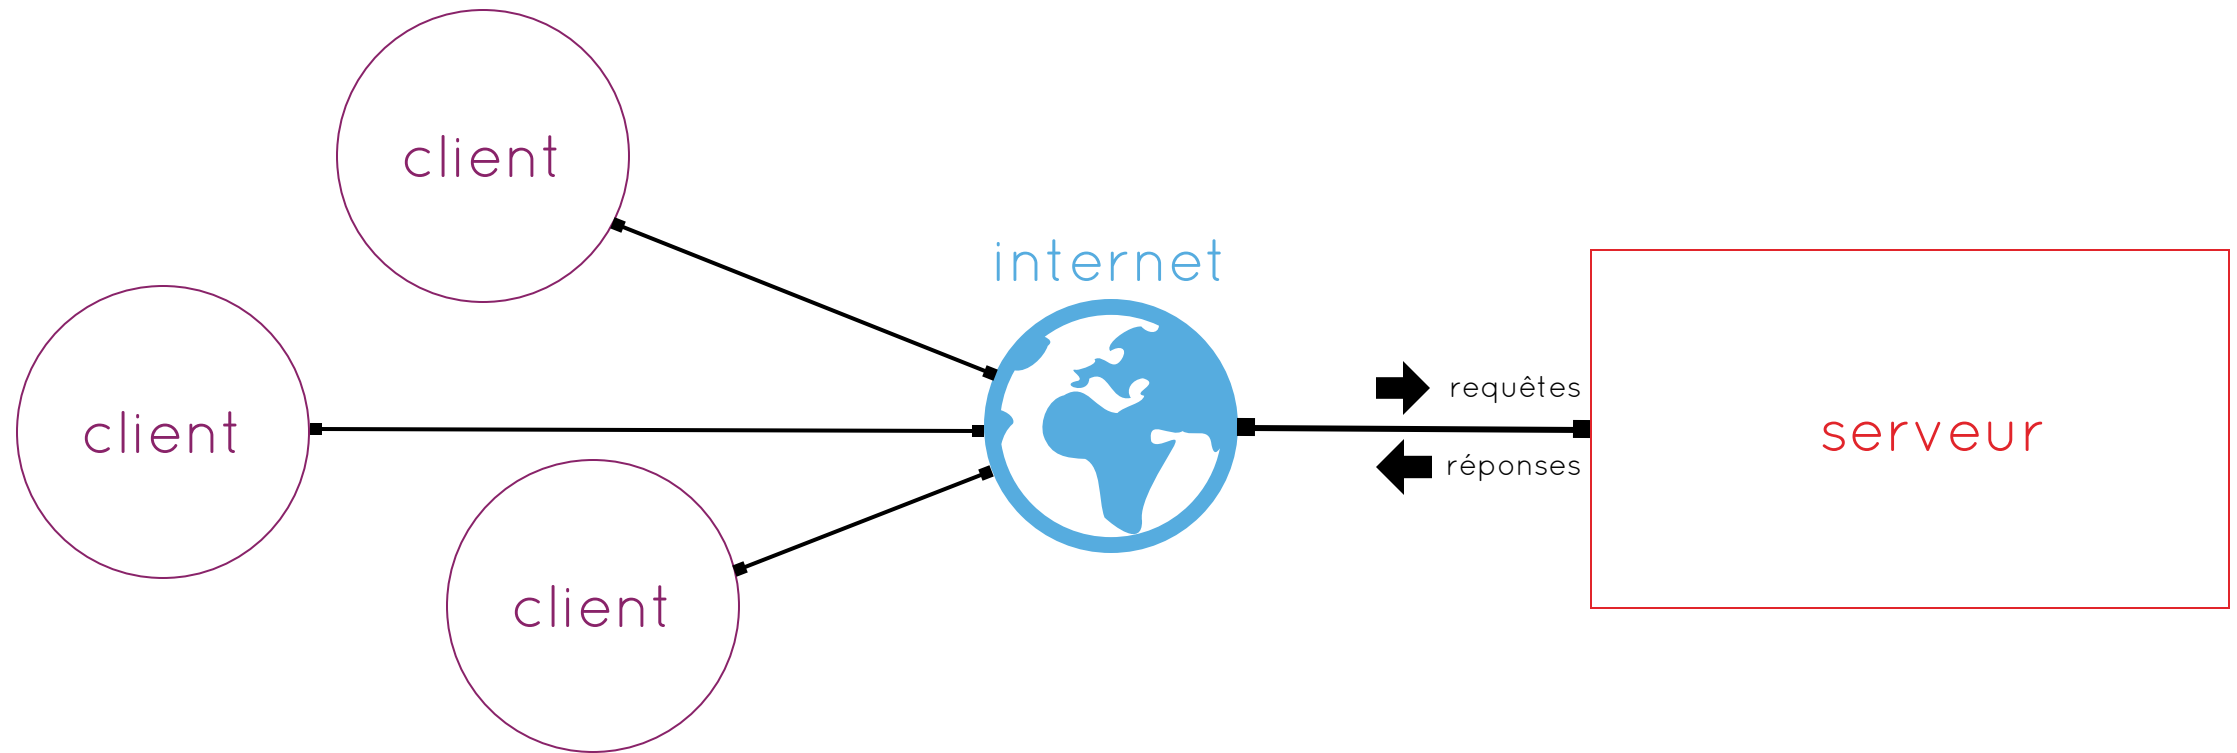 client
client
client
internet
requêtes
réponses
serveur